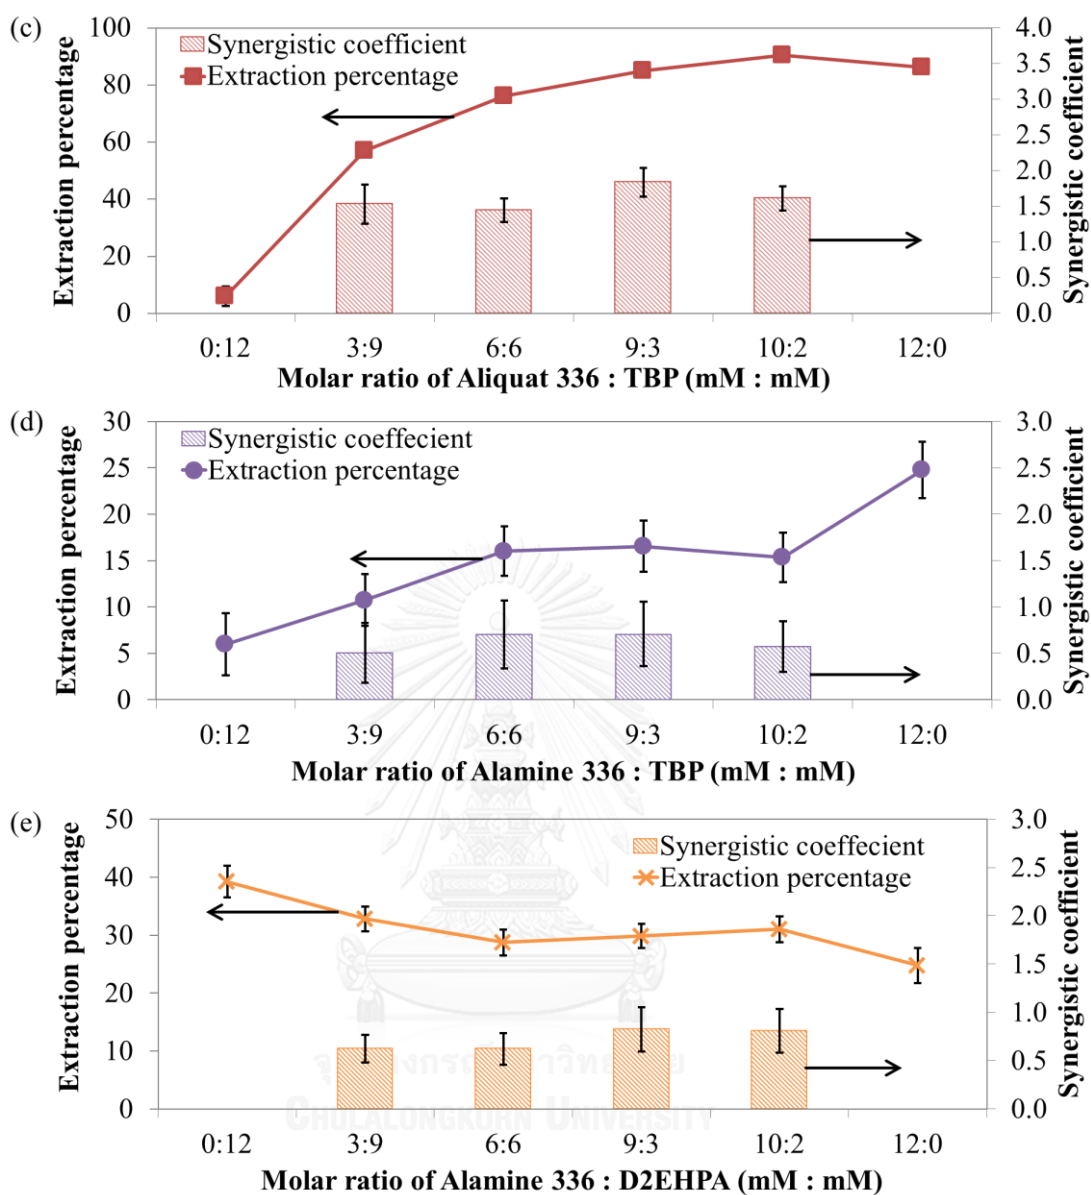 (c)
Extraction percentage
100
80
60
40
20
0
Synergistic coefficient
Extraction percentage
4.0
3.5
3.0
2.5
2.0
1.5
1.0
0.5
0.0
Synergistic coefficient
0:12 3:9 6:6 9:3 10:2 12:0
Molar ratio of Aliquat 336 : TBP (mM : mM)
(d)
Extraction percentage
30
25
20
15
10
5
0
Synergistic coeffecient
Extraction percentage
3.0
2.5
2.0
1.5
1.0
0.5
0.0
Synergistic coefficient
0:12 3:9 6:6 9:3 10:2 12:0
Molar ratio of Alamine 336 : TBP (mM : mM)
(e)
Extraction percentage
50
40
30
20
10
0
Synergistic coeffecient
Extraction percentage
3.0
2.5
2.0
1.5
1.0
0.5
0.0
Synergistic coefficient
CHULALONGKORN UNIVERSITY
0:12 3:9 6:6 9:3 10:2 12:0
Molar ratio of Alamine 336 : D2EHPA (mM : mM)